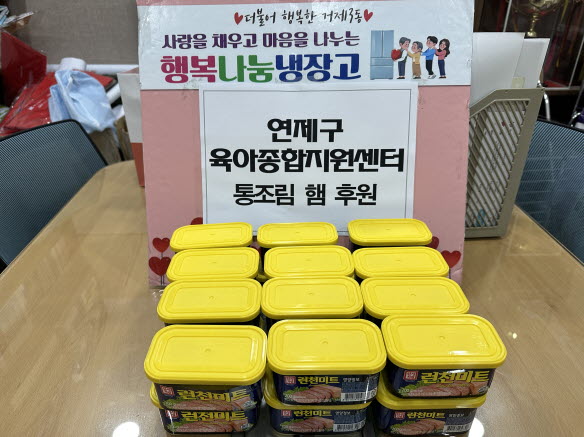 더불어 행복한 거제3동
사랑을 채우고 마음을 나누는
행복나눔냉장고
연제구
육아종합지원센터
통조림 햄 후원
런천미트
런천미트
런천미트